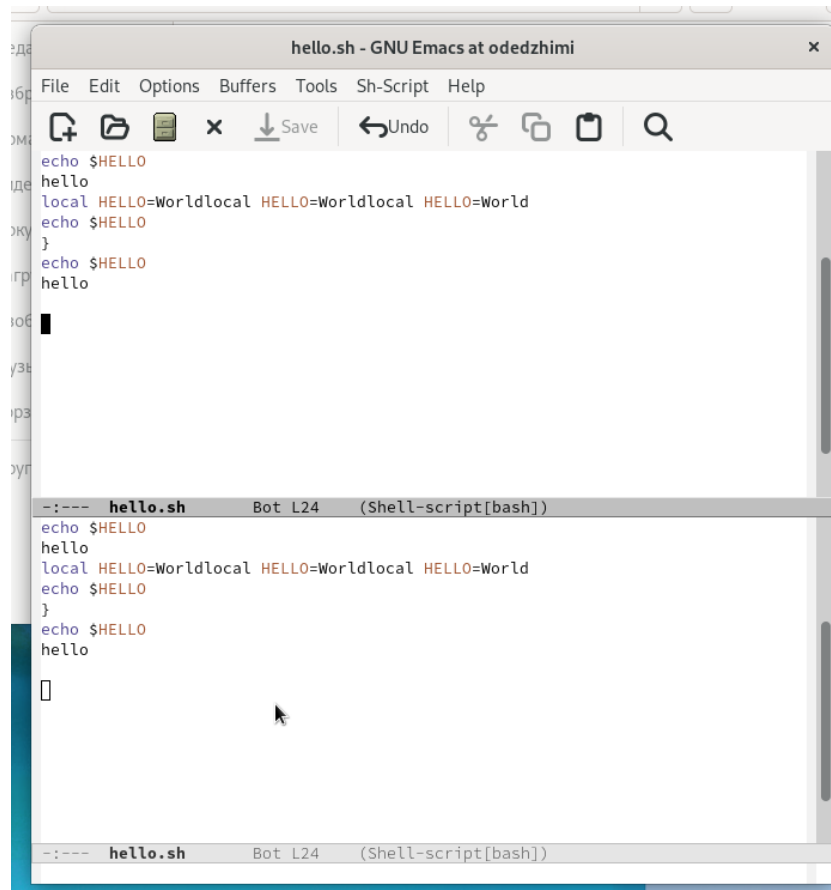 hello.sh - GNU Emacs at odedzhimi
File Edit Options Buffers Tools Sh-Script Help
Save Undo
echo $HELLO
hello
local HELLO=Worldlocal HELLO=Worldlocal HELLO=World
echo $HELLO
}
echo $HELLO
hello
-:--- hello.sh Bot L24 (Shell-script[bash])
echo $HELLO
hello
local HELLO=Worldlocal HELLO=Worldlocal HELLO=World
echo $HELLO
}
echo $HELLO
hello
-:--- hello.sh Bot L24 (Shell-script[bash])